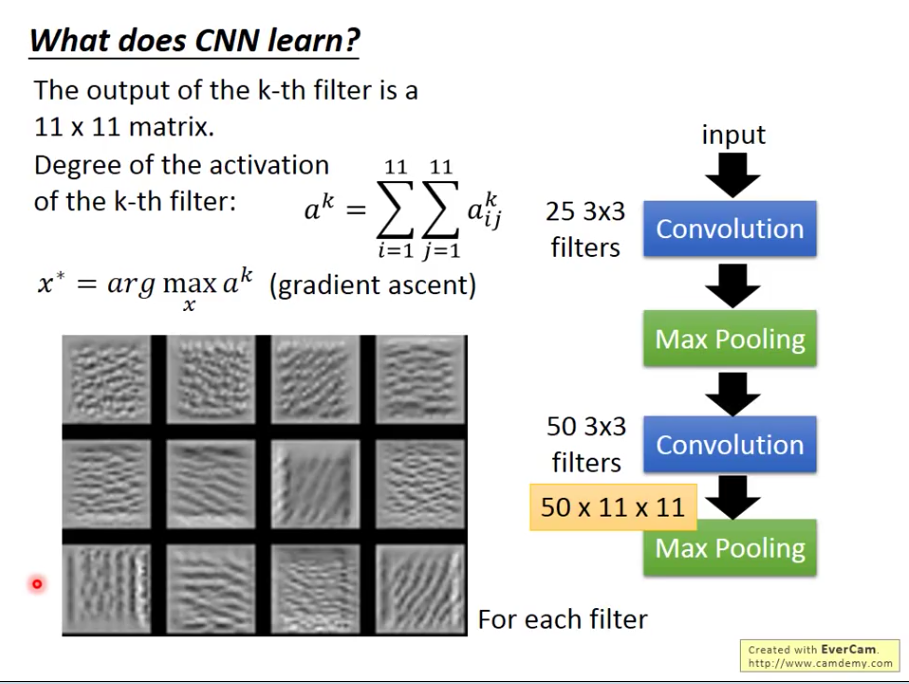 What does CNN learn?
The output of the k-th filter is a
11 x 11 matrix.
Degree of the activation
of the k-th filter:
a^k = \sum_{i=1}^{11} \sum_{j=1}^{11} a_{ij}^k
x^* = arg \max_x a^k (gradient ascent)
For each filter
input
25 3x3
filters
Convolution
Max Pooling
50 3x3
filters
Convolution
50 x 11 x 11
Max Pooling
Created with EverCam.
http://www.camdemy.com